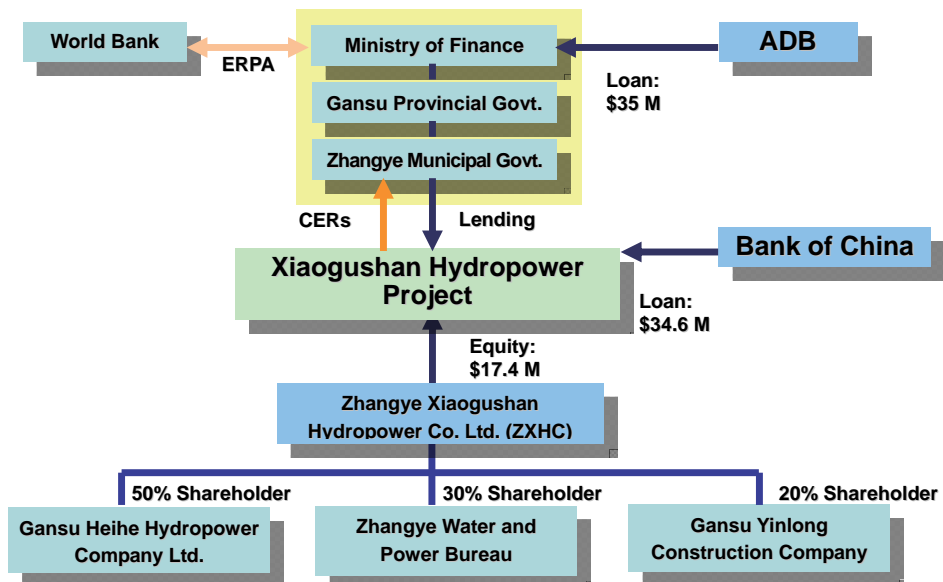 World Bank
Ministry of Finance
ADB
ERPA
Loan:
$35 M
Gansu Provincial Govt.
Zhangye Municipal Govt.
CERs
Lending
Bank of China
Xiaogushan Hydropower
Project
Loan:
$34.6 M
Equity:
$17.4 M
Zhangye Xiaogushan
Hydropower Co. Ltd. (ZXHC)
50% Shareholder
30% Shareholder
20% Shareholder
Gansu Heihe Hydropower
Company Ltd.
Zhangye Water and
Power Bureau
Gansu Yinlong
Construction Company